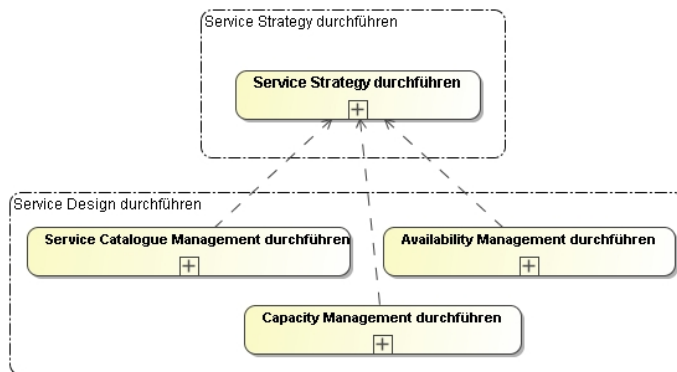 Service Strategy durchführen
Service Strategy durchführen
Service Design durchführen
Service Catalogue Management durchführen
Availability Management durchführen
Capacity Management durchführen